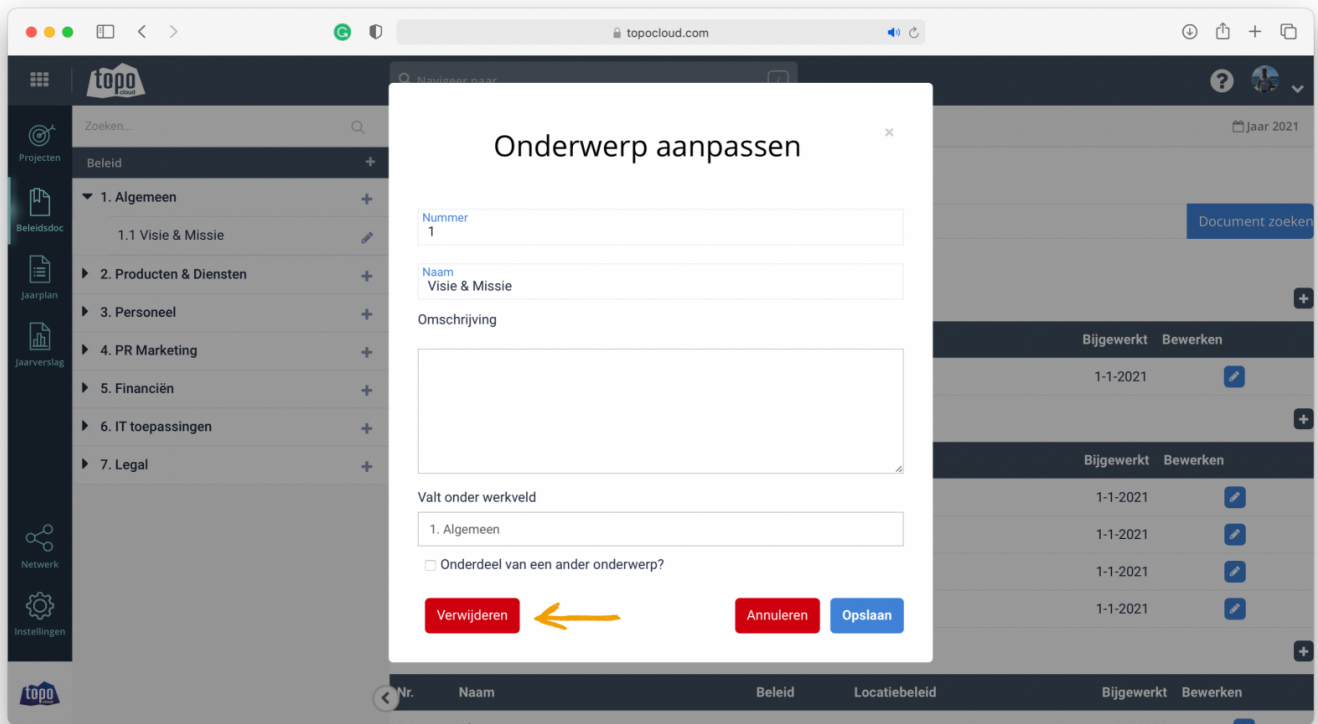 topocloud.com
topo
cloud
Navigeer naar
/
?
Zoeken...
Jaar 2021
Projecten
Beleidsdoc
Jaarplan
Jaarverslag
Netwerk
Instellingen
topo
cloud
Beleid
1. Algemeen
1.1 Visie & Missie
2. Producten & Diensten
3. Personeel
4. PR Marketing
5. Financiën
6. IT toepassingen
7. Legal
Onderwerp aanpassen
Nummer
1
Naam
Visie & Missie
Omschrijving
Valt onder werkveld
1. Algemeen
Onderdeel van een ander onderwerp?
Verwijderen Annuleren Opslaan
Document zoeken
Bijgewerkt Bewerken
1-1-2021
Bijgewerkt Bewerken
1-1-2021
1-1-2021
1-1-2021
1-1-2021
Nr. Naam Beleid Locatiebeleid Bijgewerkt Bewerken